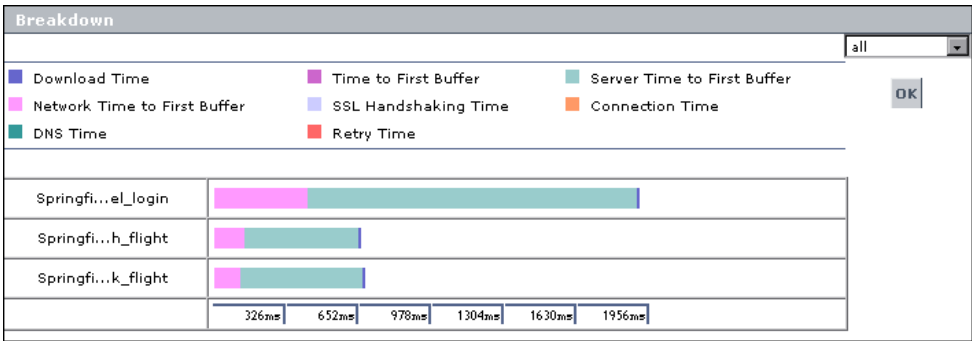 Breakdown
all
Download Time Time to First Buffer Server Time to First Buffer
OK
Network Time to First Buffer SSL Handshaking Time Connection Time
DNS Time Retry Time
Springfi...el_login
Springfi...h_flight
Springfi...k_flight
326ms 652ms 978ms 1304ms 1630ms 1956ms